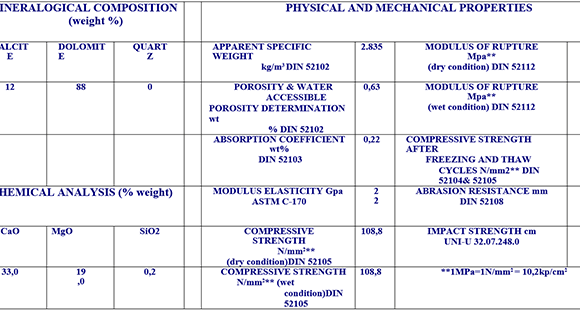 INERALOGICAL COMPOSITION
(weight %)
PHYSICAL AND MECHANICAL PROPERTIES
ALCIT
E
DOLOMIT
E
QUART
Z
APPARENT SPECIFIC
WEIGHT
kg/m³ DIN 52102
2.835
MODULUS OF RUPTURE
Mpa**
(dry condition) DIN 52112
12
88
0
POROSITY & WATER
ACCESSIBLE
POROSITY DETERMINATION
wt
% DIN 52102
0,63
MODULUS OF RUPTURE
Mpa**
(wet condition) DIN 52112
ABSORPTION COEFFICIENT
wt%
DIN 52103
0,22
COMPRESSIVE STRENGTH
AFTER
FREEZING AND THAW
CYCLES N/mm2** DIN
52104& 52105
HEMICAL ANALYSIS (% weight)
MODULUS ELASTICITY Gpa
ASTM C-170
2
2
ABRASION RESISTANCE mm
DIN 52108
CaO
MgO
SiO2
COMPRESSIVE
STRENGTH
N/mm²**
(dry condition)DIN 52105
108,8
IMPACT STRENGTH cm
UNI-U 32.07.248.0
33,0
19
,0
0,2
COMPRESSIVE STRENGTH
N/mm²** (wet
condition)DIN
52105
108,8
**1MPa=1N/mm² = 10,2kp/cm²